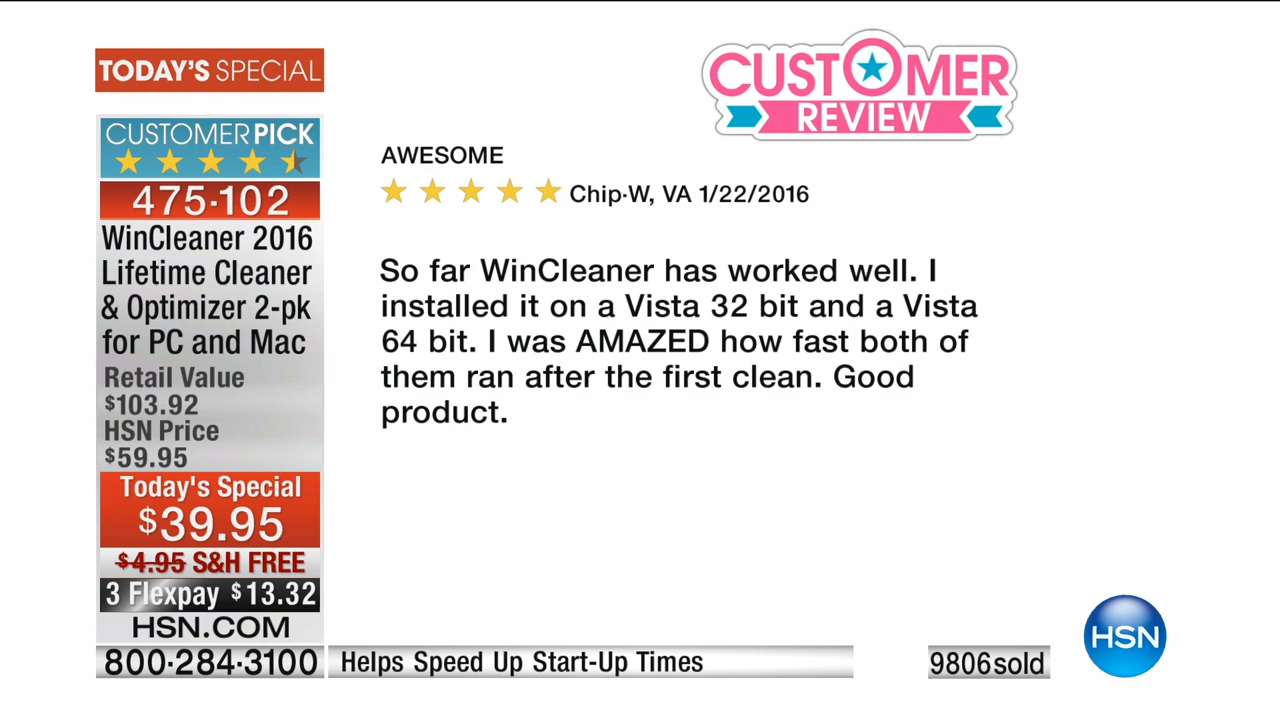 TODAY'S SPECIAL
CUSTOMER PICK
475·102
WinCleaner 2016
Lifetime Cleaner
& Optimizer 2-pk
for PC and Mac
Retail Value
$103.92
HSN Price
$59.95
Today's Special
$39.95
$4.95 S&H FREE
3 Flexpay $13.32
HSN.COM
800·284·3100
CUSTOMER
REVIEW
AWESOME
Chip·W, VA 1/22/2016
So far WinCleaner has worked well. I
installed it on a Vista 32 bit and a Vista
64 bit. I was AMAZED how fast both of
them ran after the first clean. Good
product.
Helps Speed Up Start-Up Times
9806 sold
HSN